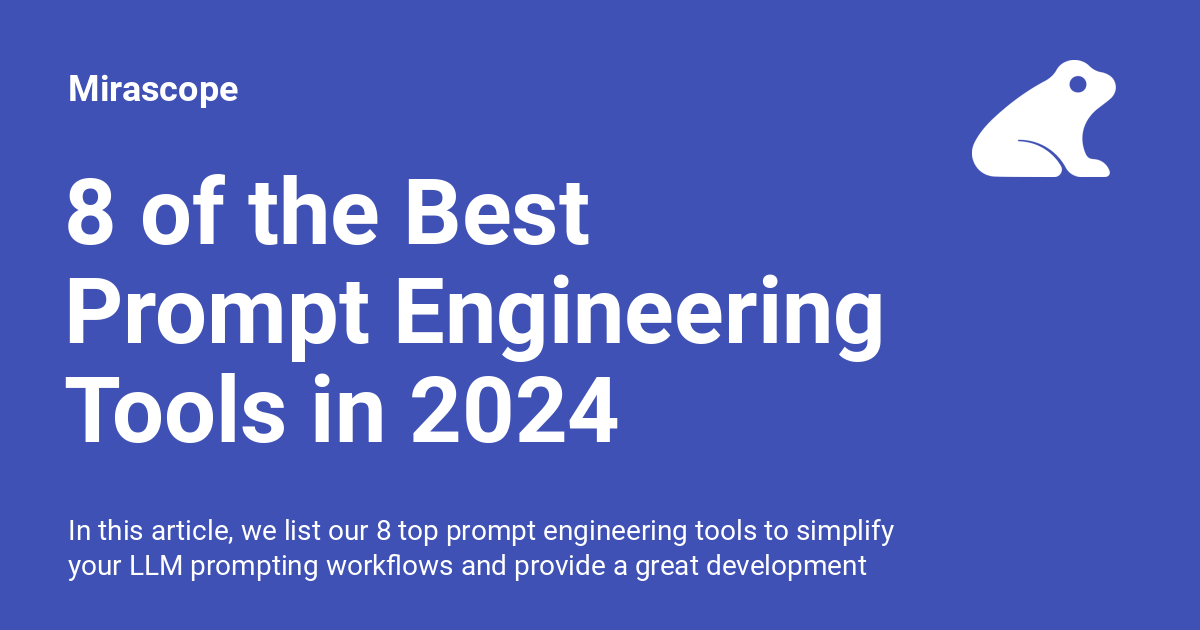 Mirascope
8 of the Best
Prompt Engineering
Tools in 2024
In this article, we list our 8 top prompt engineering tools to simplify
your LLM prompting workflows and provide a great development